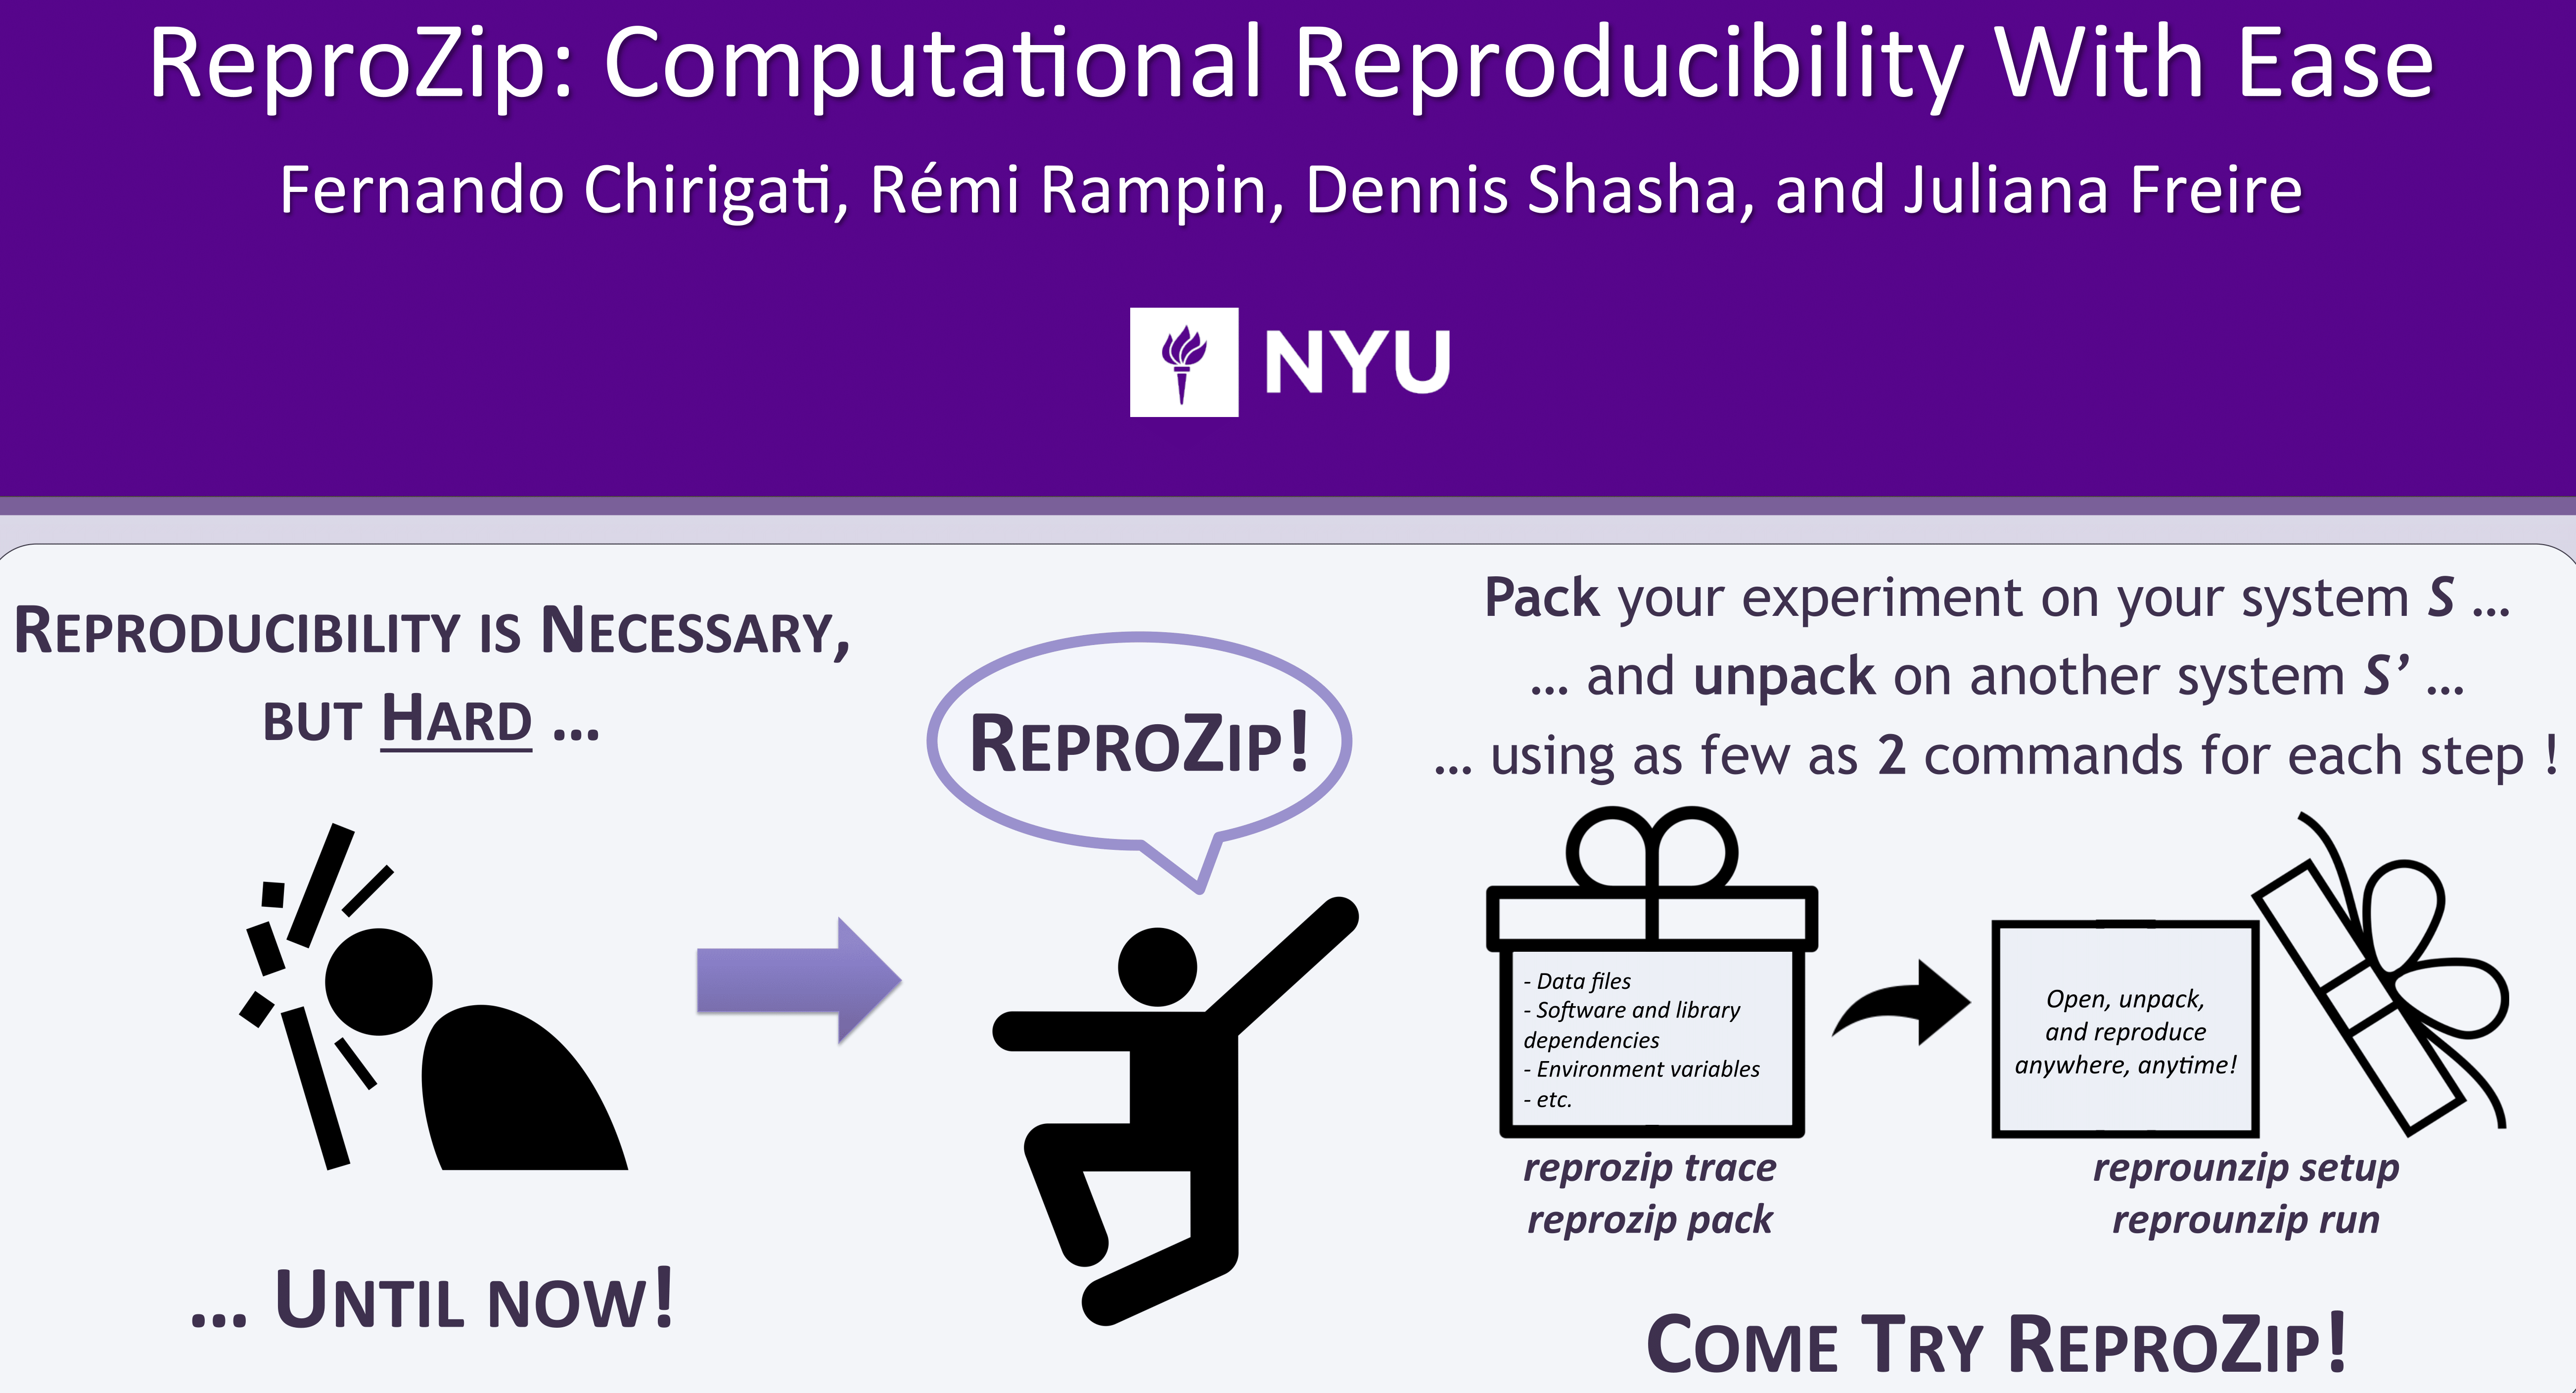 ReproZip: Computational Reproducibility With Ease
Fernando Chirigati, Rémi Rampin, Dennis Shasha, and Juliana Freire
NYU
REPRODUCIBILITY IS NECESSARY,
BUT HARD ...
... UNTIL NOW!
REPROZIP!
Pack your experiment on your system S ...
... and unpack on another system S’ ...
... using as few as 2 commands for each step !
- Data files
- Software and library
dependencies
- Environment variables
- etc.
reprozip trace
reprozip pack
Open, unpack,
and reproduce
anywhere, anytime!
reprounzip setup
reprounzip run
COME TRY REPROZIP!